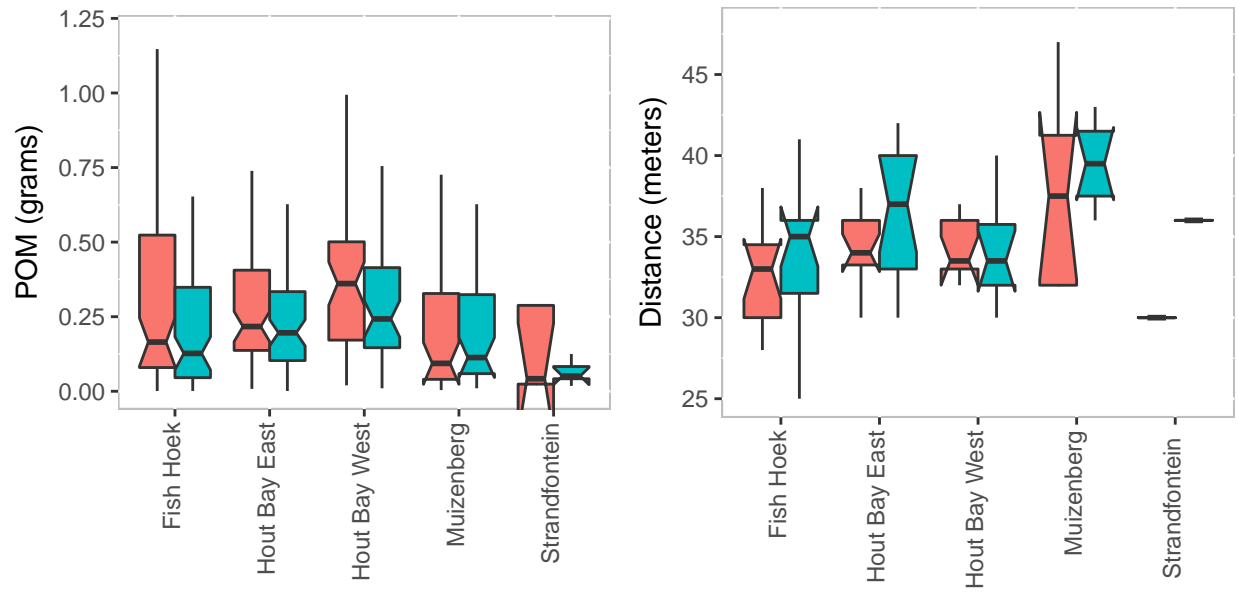 POM (grams)
1.25
1.00
0.75
0.50
0.25
0.00
Fish Hoek
Hout Bay East
Hout Bay West
Muizenberg
Strandfontein
Distance (meters)
45
40
35
30
25
Fish Hoek
Hout Bay East
Hout Bay West
Muizenberg
Strandfontein